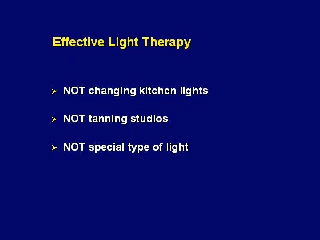 Effective Light Therapy
NOT changing kitchen lights
NOT tanning studios
NOT special type of light